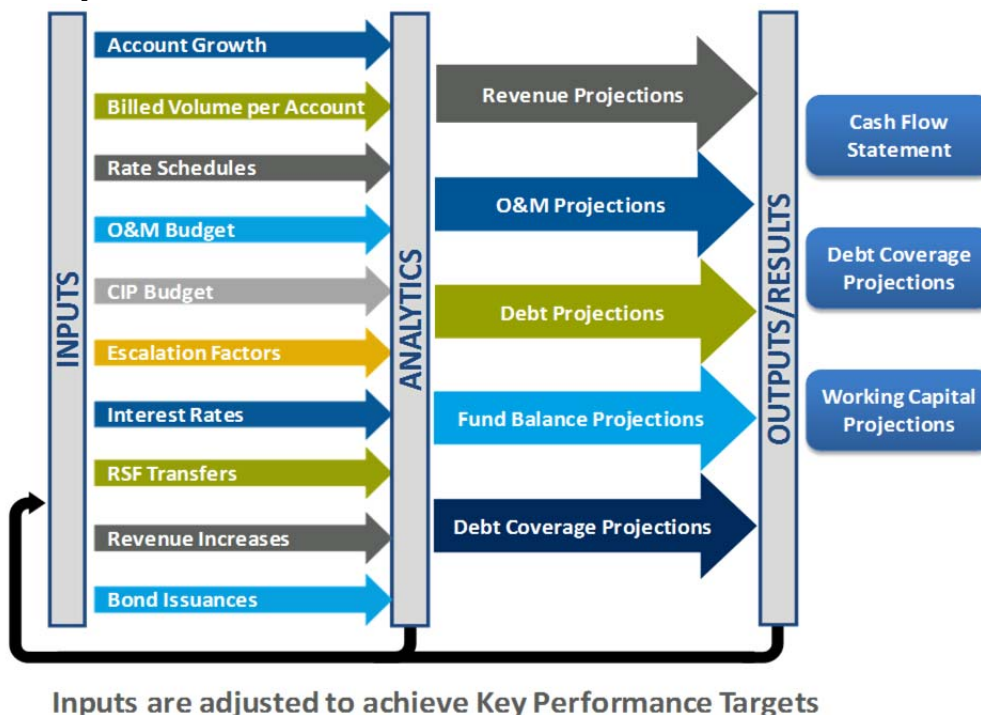 INPUTS
Account Growth
Billed Volume per Account
Rate Schedules
O&M Budget
CIP Budget
Escalation Factors
Interest Rates
RSF Transfers
Revenue Increases
Bond Issuances
ANALYTICS
Revenue Projections
O&M Projections
Debt Projections
Fund Balance Projections
Debt Coverage Projections
OUTPUTS/RESULTS
Cash Flow
Statement
Debt Coverage
Projections
Working Capital
Projections
Inputs are adjusted to achieve Key Performance Targets